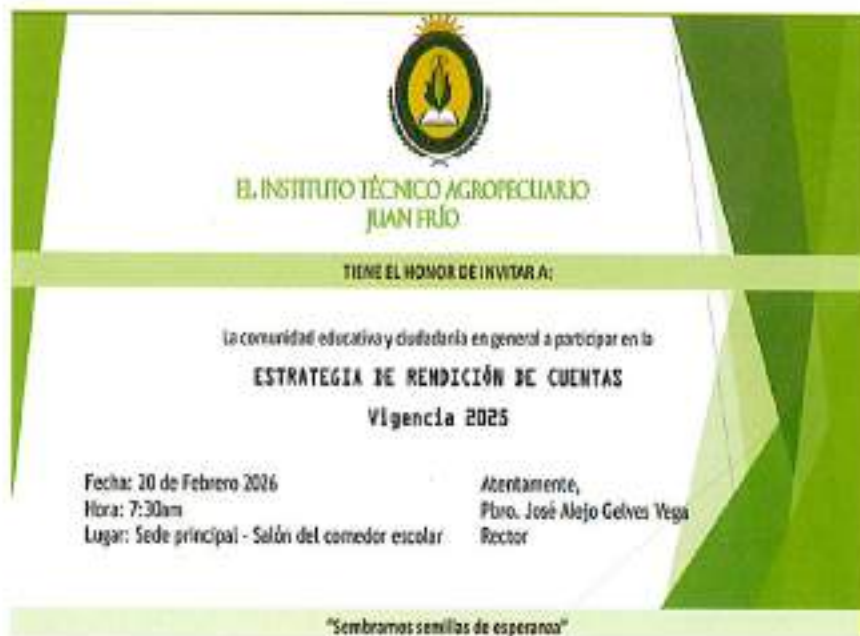 EL INSTITUTO TÉCNICO AGROPECUARIO
JUAN FRÍO
TIENE EL HONOR DE INVITAR A:
La comunidad educativa y ciudadanía en general a participar en la
ESTRATEGIA DE RENDICIÓN DE CUENTAS
Vigencia 2025
Fecha: 20 de Febrero 2026
Hora: 7:30am
Lugar: Sede principal - Salón del comedor escolar
Atentamente,
Pbro. José Alejo Gelves Vega
Rector
"Sembramos semillas de esperanza"